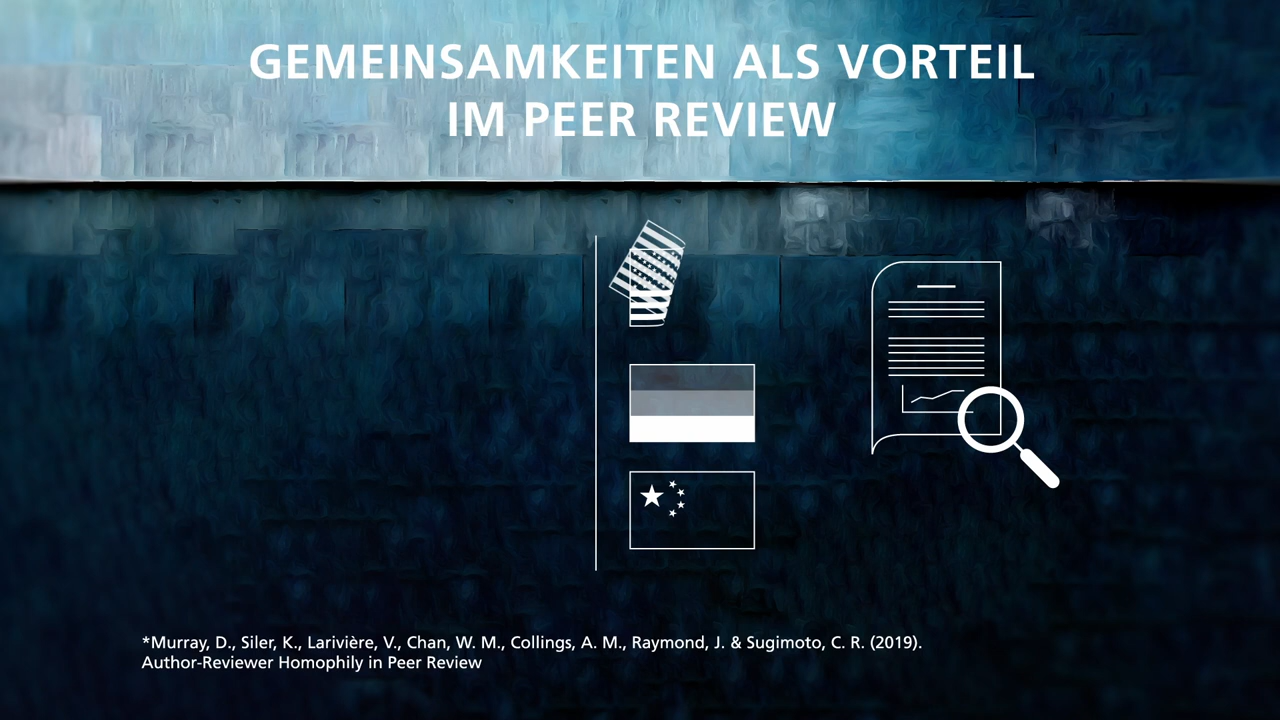 GEMEINSAMKEITEN ALS VORTEIL
IM PEER REVIEW
*Murray, D., Siler, K., Larivière, V., Chan, W. M., Collings, A. M., Raymond, J. & Sugimoto, C. R. (2019).
Author-Reviewer Homophily in Peer Review